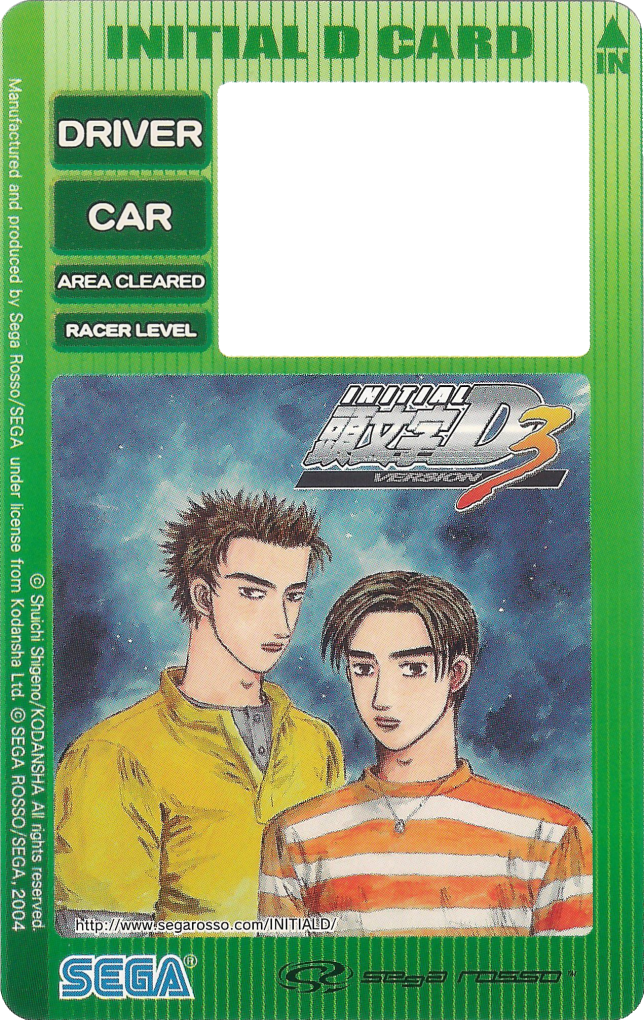 INITIAL D CARD
IN
DRIVER
CAR
AREA CLEARED
RACER LEVEL
INITIAL
頭文字D3
VERSION
http://www.segarosso.com/INITIALD/
SEGA®
sega rosso™
Manufactured and produced by Sega Rosso/SEGA under license from Kodansha Ltd. © SEGA ROSSO/SEGA, 2004
© Shuichi Shigeno/KODANSHA All rights reserved.